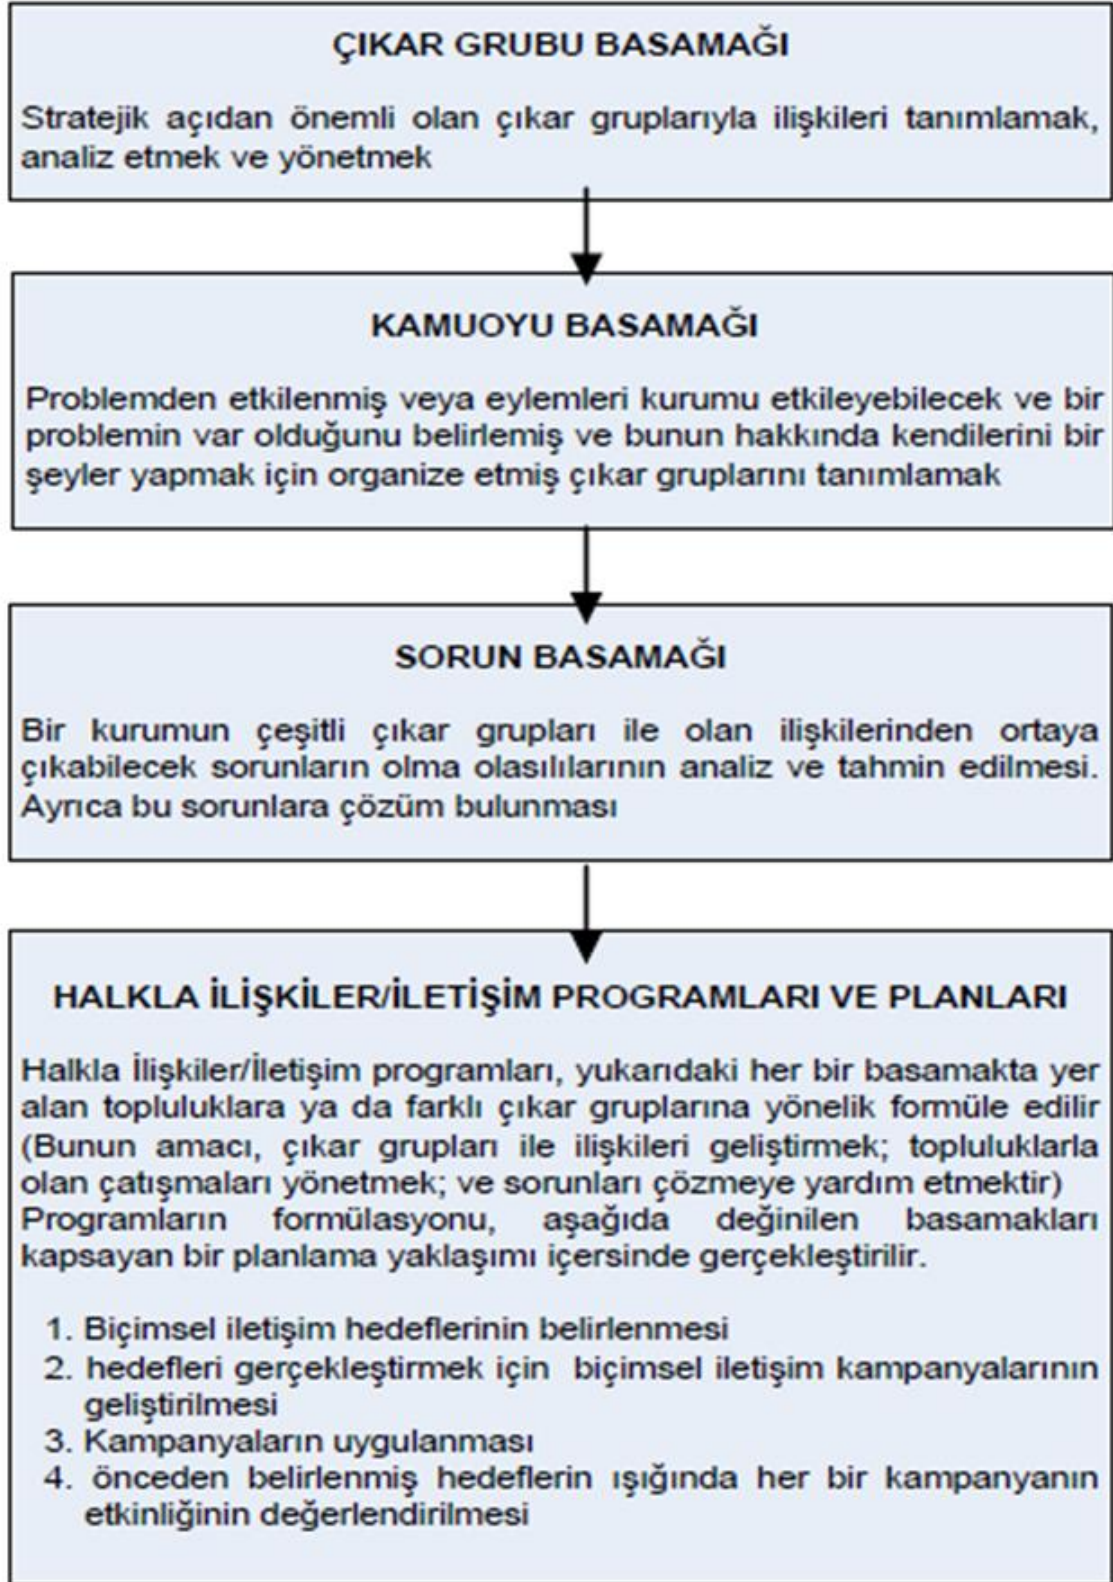 ÇIKAR GRUBU BASAMAĞI
Stratejik açıdan önemli olan çıkar gruplarıyla ilişkileri tanımlamak,
analiz etmek ve yönetmek
KAMUOYU BASAMAĞI
Problemden etkilenmiş veya eylemleri kurumu etkileyebilecek ve bir
problemin var olduğunu belirlemiş ve bunun hakkında kendilerini bir
şeyler yapmak için organize etmiş çıkar gruplarını tanımlamak
SORUN BASAMAĞI
Bir kurumun çeşitli çıkar grupları ile olan ilişkilerinden ortaya
çıkabilecek sorunların olma olasılılarının analiz ve tahmin edilmesi.
Ayrıca bu sorunlara çözüm bulunması
HALKLA İLİŞKİLER/İLETİŞİM PROGRAMLARI VE PLANLARI
Halkla İlişkiler/İletişim programları, yukarıdaki her bir basamakta yer
alan topluluklara ya da farklı çıkar gruplarına yönelik formüle edilir
(Bunun amacı, çıkar grupları ile ilişkileri geliştirmek; topluluklarla
olan çatışmaları yönetmek; ve sorunları çözmeye yardım etmektir)
Programların formülasyonu, aşağıda değinilen basamakları
kapsayan bir planlama yaklaşımı içersinde gerçekleştirilir.
1. Biçimsel iletişim hedeflerinin belirlenmesi
2. hedefleri gerçekleştirmek için biçimsel iletişim kampanyalarının
geliştirilmesi
3. Kampanyaların uygulanması
4. önceden belirlenmiş hedeflerin ışığında her bir kampanyanın
etkinliğinin değerlendirilmesi